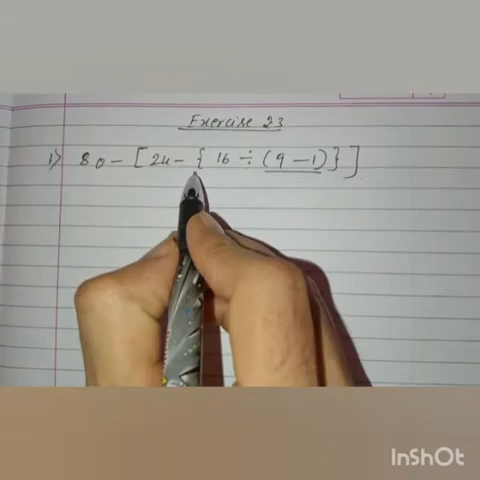 Exercise 23
1) 80 - [ 24 - { 16 ÷ (9 - 1) } ]
InShOt